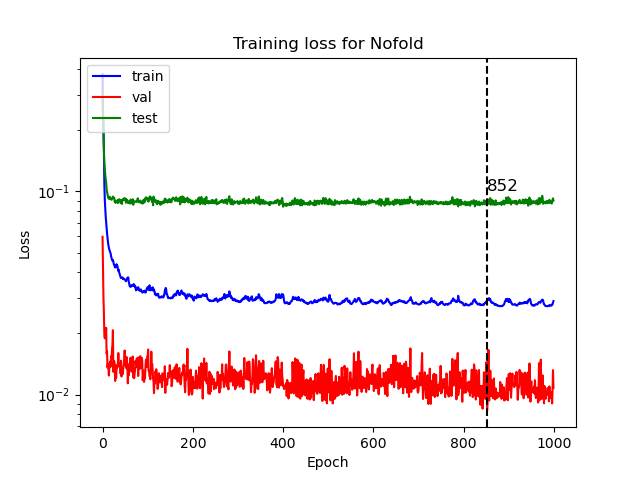 Training loss for Nofold
train
val
test
852
10⁻¹
10⁻²
Loss
0 200 400 600 800 1000
Epoch